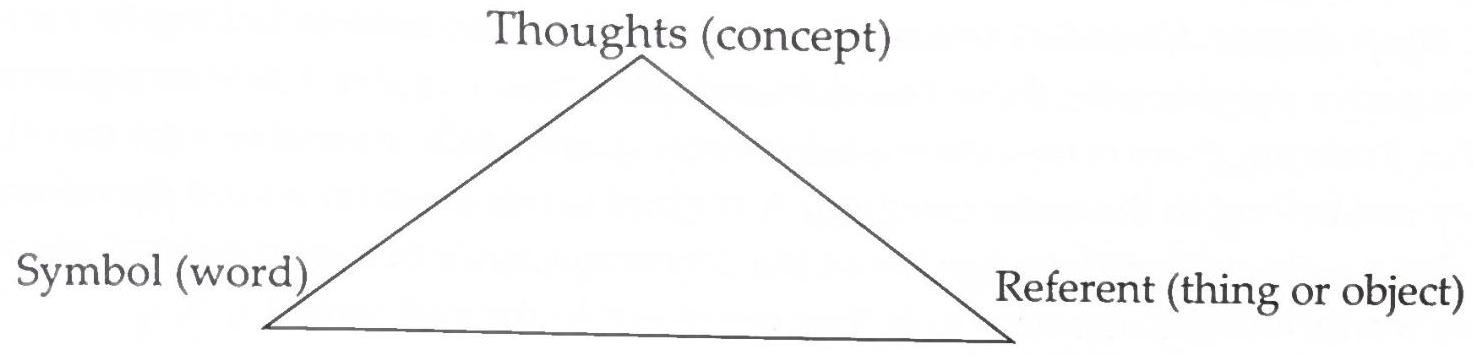 Thoughts (concept)
Symbol (word)
Referent (thing or object)